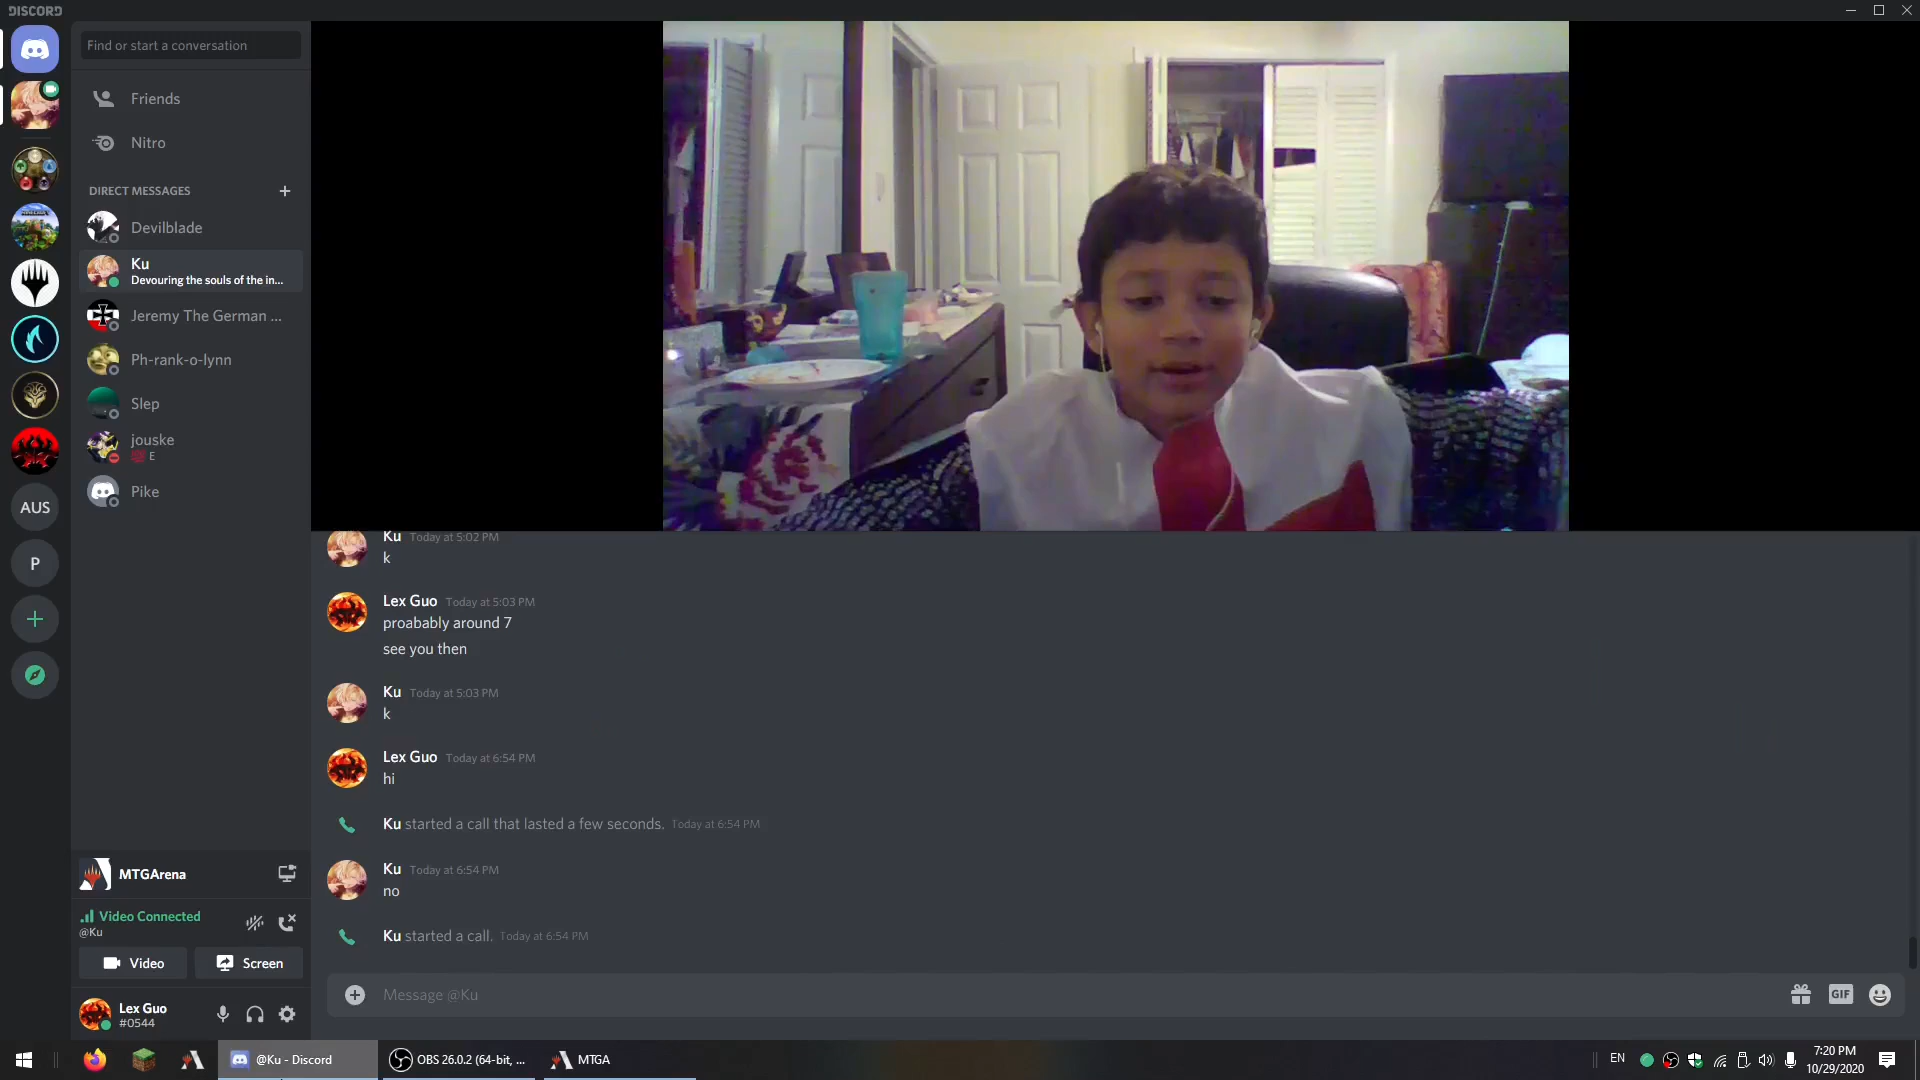 DISCORD
Find or start a conversation
Friends
Nitro
DIRECT MESSAGES
Devilblade
Ku
Devouring the souls of the in...
Jeremy The German ...
Ph-rank-o-lynn
Slep
jouske
E
Pike
AUS
P
MTGArena
Video Connected
@Ku
Video
Screen
Lex Guo
#0544
Ku Today at 5:02 PM
k
Lex Guo Today at 5:03 PM
proabably around 7
see you then
Ku Today at 5:03 PM
k
Lex Guo Today at 6:54 PM
hi
Ku started a call that lasted a few seconds. Today at 6:54 PM
Ku Today at 6:54 PM
no
Ku started a call. Today at 6:54 PM
Message @Ku
GIF
@Ku - Discord
OBS 26.0.2 (64-bit, ...
MTGA
EN
7:20 PM
10/29/2020